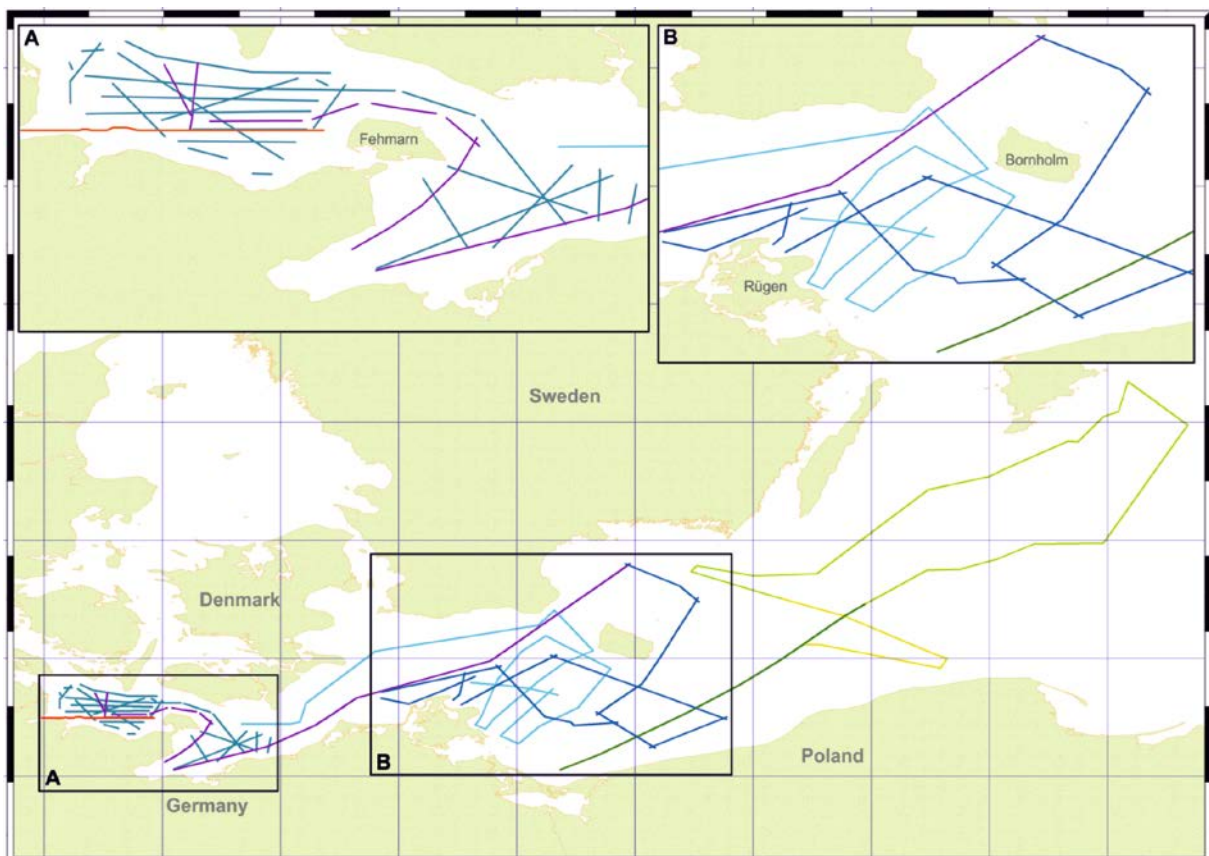 A
B
Fehmarn
Bornholm
Rügen
Sweden
Denmark
Poland
A
B
Germany